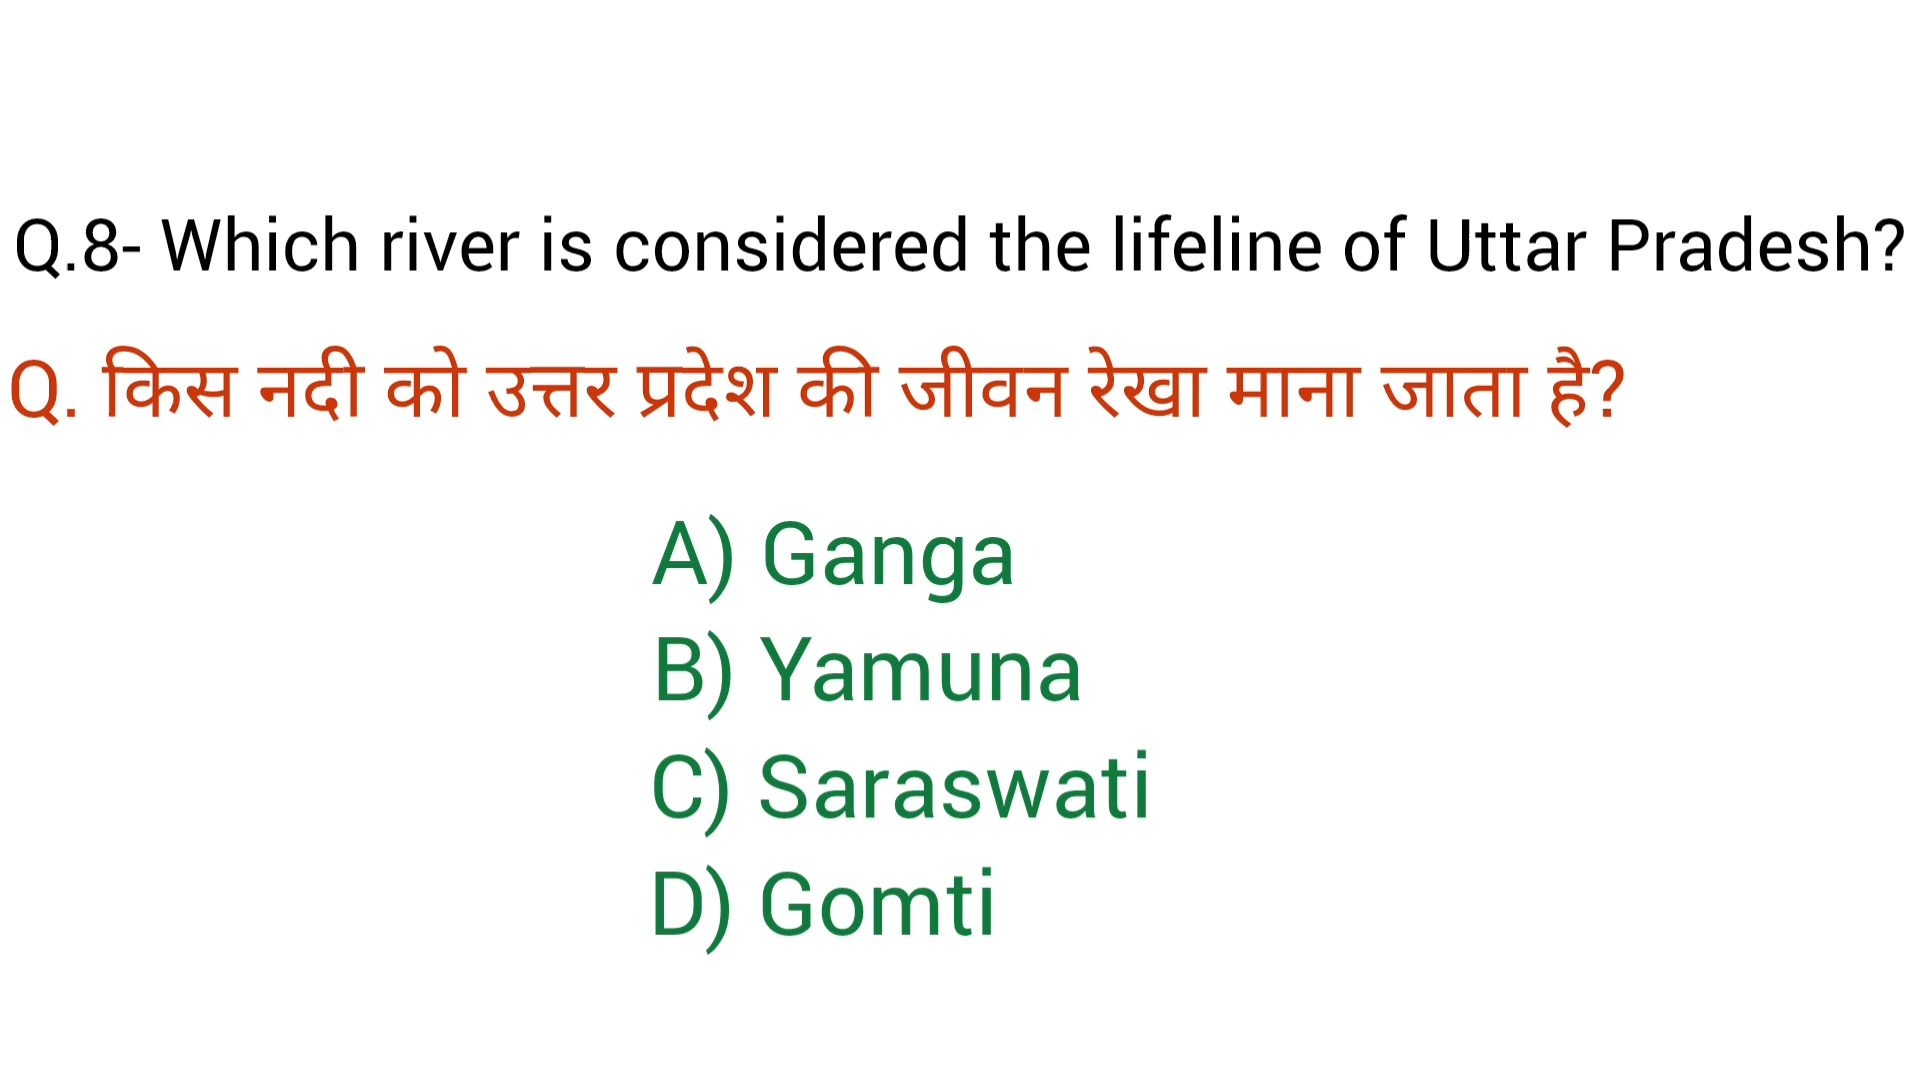 Q.8- Which river is considered the lifeline of Uttar Pradesh?
Q. किस नदी को उत्तर प्रदेश की जीवन रेखा माना जाता है?
A) Ganga
B) Yamuna
C) Saraswati
D) Gomti